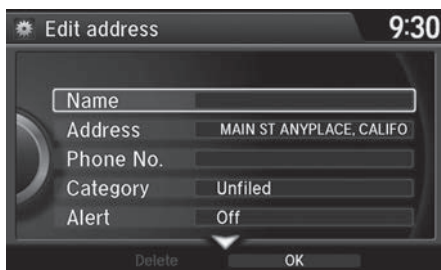 Edit address 9:30
Name
Address MAIN ST ANYPLACE, CALIFO
Phone No.
Category Unfiled
Alert Off
Delete OK